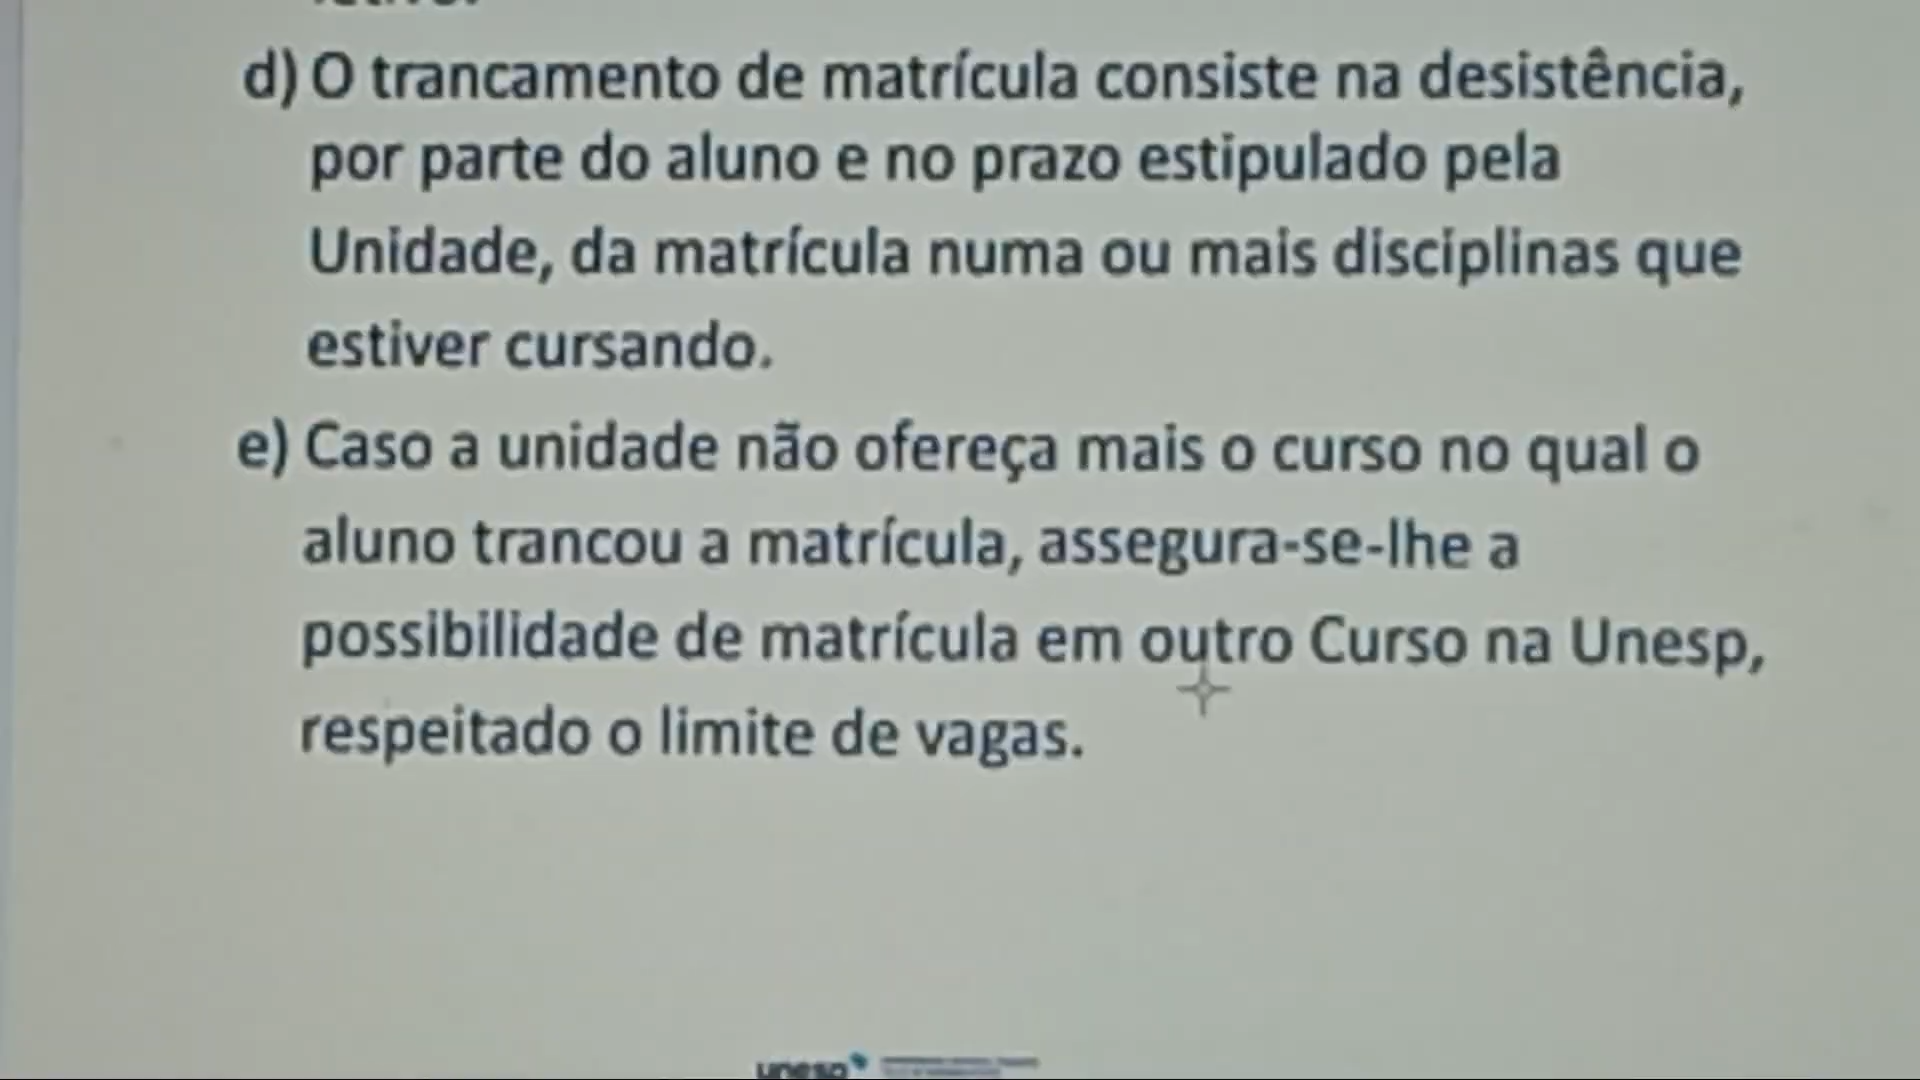 d) O trancamento de matrícula consiste na desistência,
por parte do aluno e no prazo estipulado pela
Unidade, da matrícula numa ou mais disciplinas que
estiver cursando.
e) Caso a unidade não ofereça mais o curso no qual o
aluno trancou a matrícula, assegura-se-lhe a
possibilidade de matrícula em outro Curso na Unesp,
respeitado o limite de vagas.
unesp